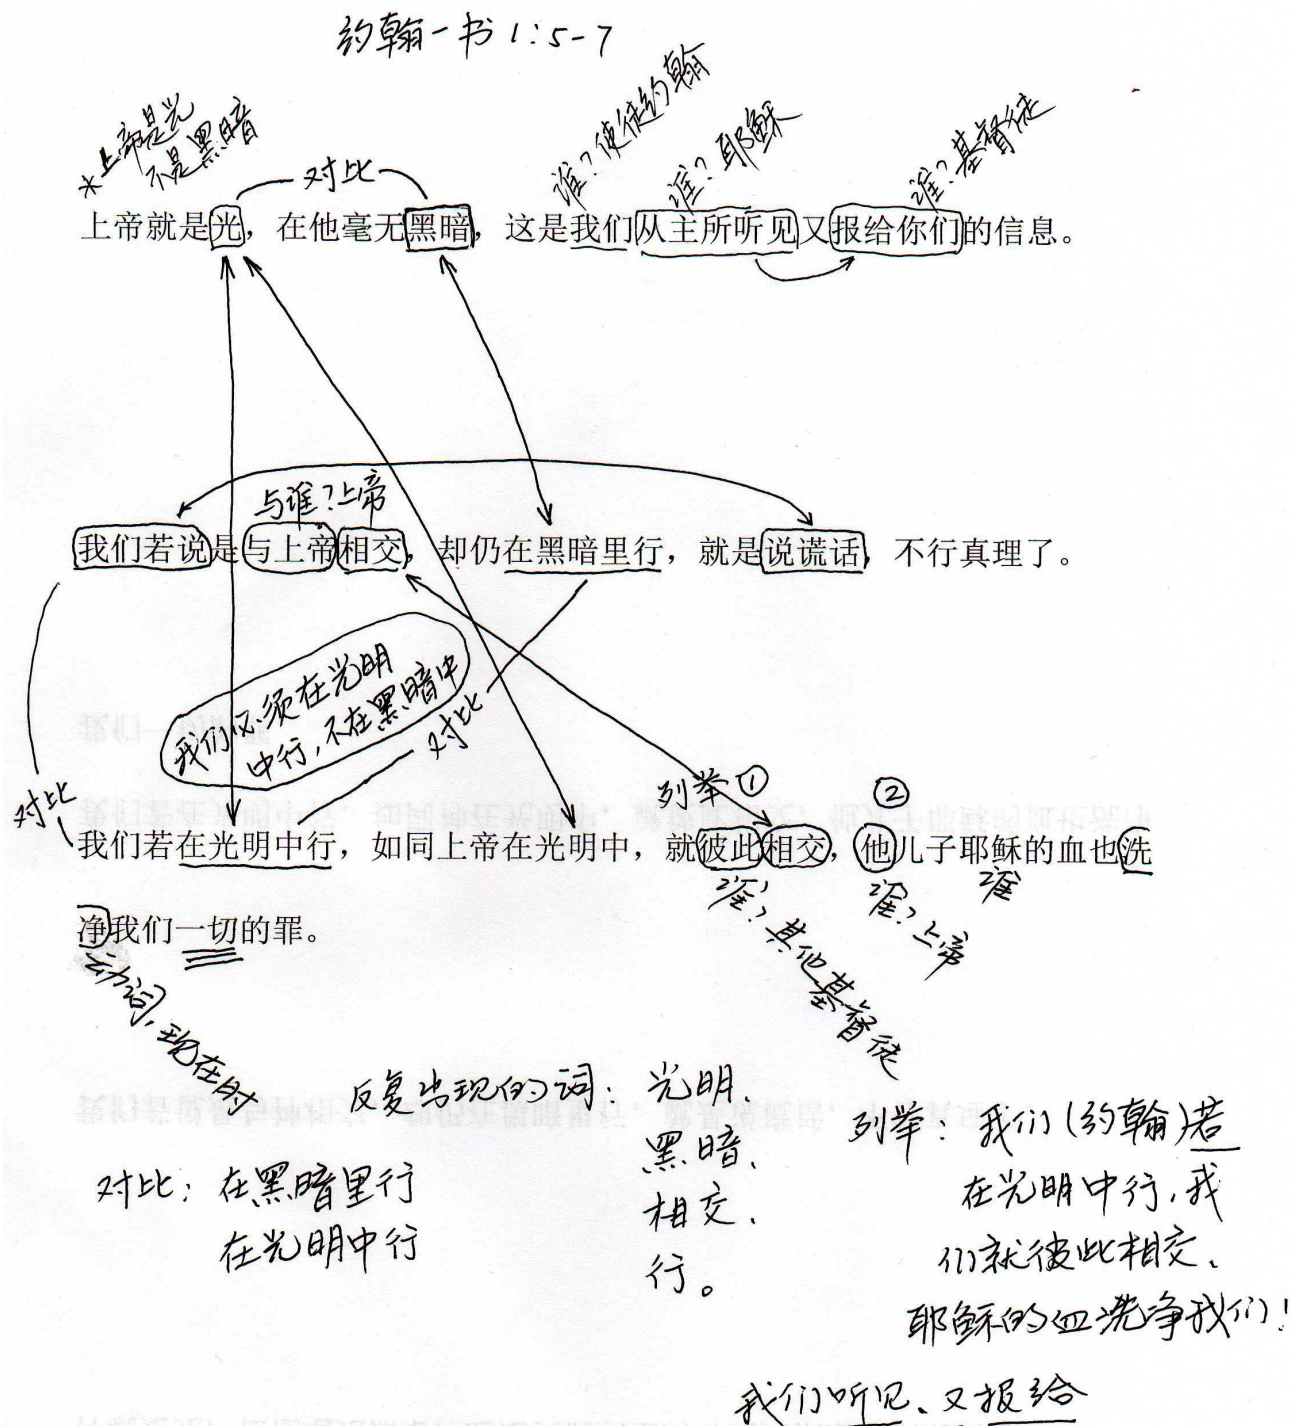 约翰一书 1:5-7
*上帝是光
不是黑暗
对比
谁?使徒约翰
谁?耶稣
谁?基督徒
上帝就是光，在他毫无黑暗，这是我们从主所听见又报给你们的信息。
与谁?上帝
我们若说是与上帝相交，却仍在黑暗里行，就是说谎话，不行真理了。
我们必须在光明
中行,不在黑暗中
对比
对比
列举①
②
我们若在光明中行，如同上帝在光明中，就彼此相交，他儿子耶稣的血也洗
净我们一切的罪。
谁?其他基督徒
谁?上帝
谁
动词,现在时
反复出现的词: 光明、
黑暗、
相交、
行。
对比: 在黑暗里行
在光明中行
列举: 我们(约翰)若
在光明中行,我
们就彼此相交、
耶稣的血洗净我们!
我们听见、又报给